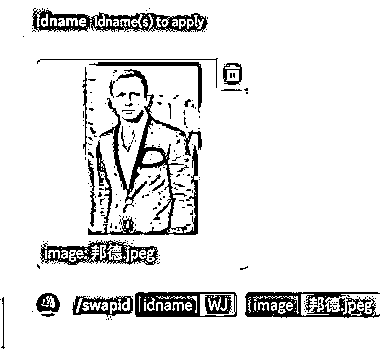 idname idname(s) to apply
image: 邦德.jpeg
/swapid idname WJ image 邦德.jpeg